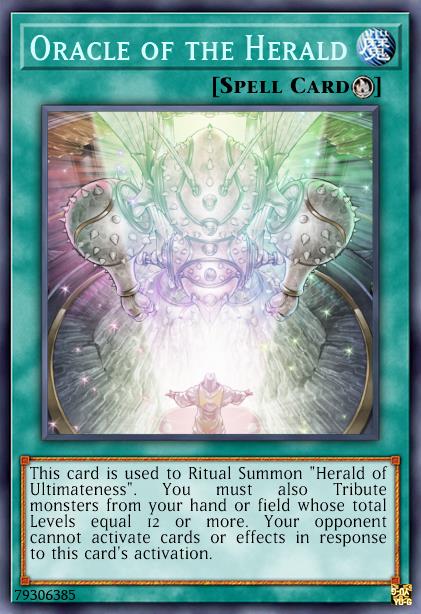 Oracle of the Herald
魔
[Spell Card]
This card is used to Ritual Summon "Herald of
Ultimateness". You must also Tribute
monsters from your hand or field whose total
Levels equal 12 or more. Your opponent
cannot activate cards or effects in response
to this card's activation.
79306385